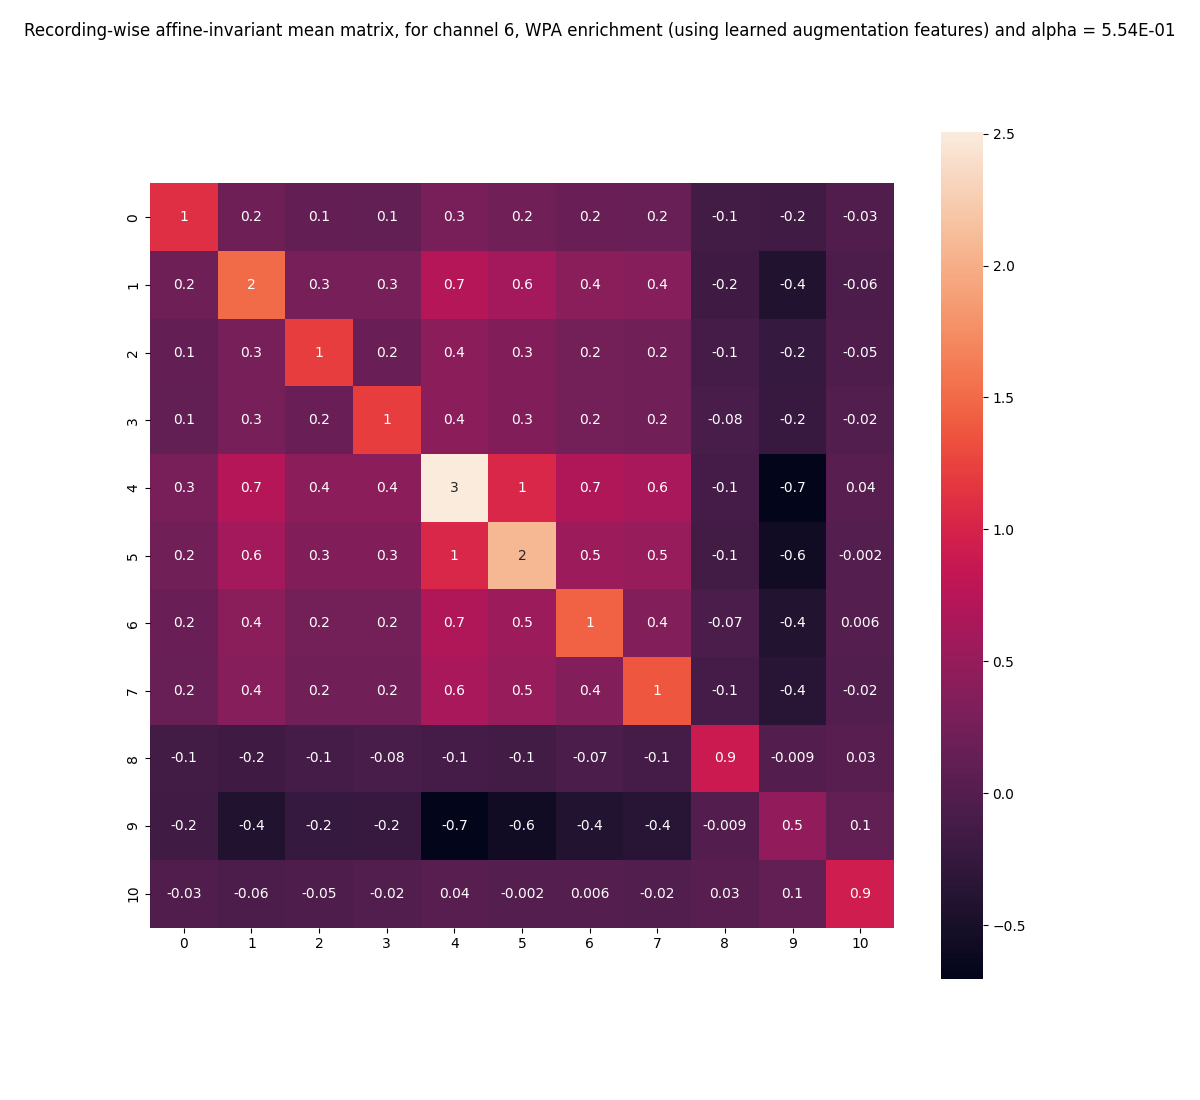 Recording-wise affine-invariant mean matrix, for channel 6, WPA enrichment (using learned augmentation features) and alpha = 5.54E-01
2.5
0 1 0.2 0.1 0.1 0.3 0.2 0.2 0.2 -0.1 -0.2 -0.03
2.0
1 0.2 2 0.3 0.3 0.7 0.6 0.4 0.4 -0.2 -0.4 -0.06
2 0.1 0.3 1 0.2 0.4 0.3 0.2 0.2 -0.1 -0.2 -0.05
1.5
3 0.1 0.3 0.2 1 0.4 0.3 0.2 0.2 -0.08 -0.2 -0.02
4 0.3 0.7 0.4 0.4 3 1 0.7 0.6 -0.1 -0.7 0.04
1.0
5 0.2 0.6 0.3 0.3 1 2 0.5 0.5 -0.1 -0.6 -0.002
6 0.2 0.4 0.2 0.2 0.7 0.5 1 0.4 -0.07 -0.4 0.006
0.5
7 0.2 0.4 0.2 0.2 0.6 0.5 0.4 1 -0.1 -0.4 -0.02
8 -0.1 -0.2 -0.1 -0.08 -0.1 -0.1 -0.07 -0.1 0.9 -0.009 0.03
0.0
9 -0.2 -0.4 -0.2 -0.2 -0.7 -0.6 -0.4 -0.4 -0.009 0.5 0.1
10 -0.03 -0.06 -0.05 -0.02 0.04 -0.002 0.006 -0.02 0.03 0.1 0.9
−0.5
0 1 2 3 4 5 6 7 8 9 10